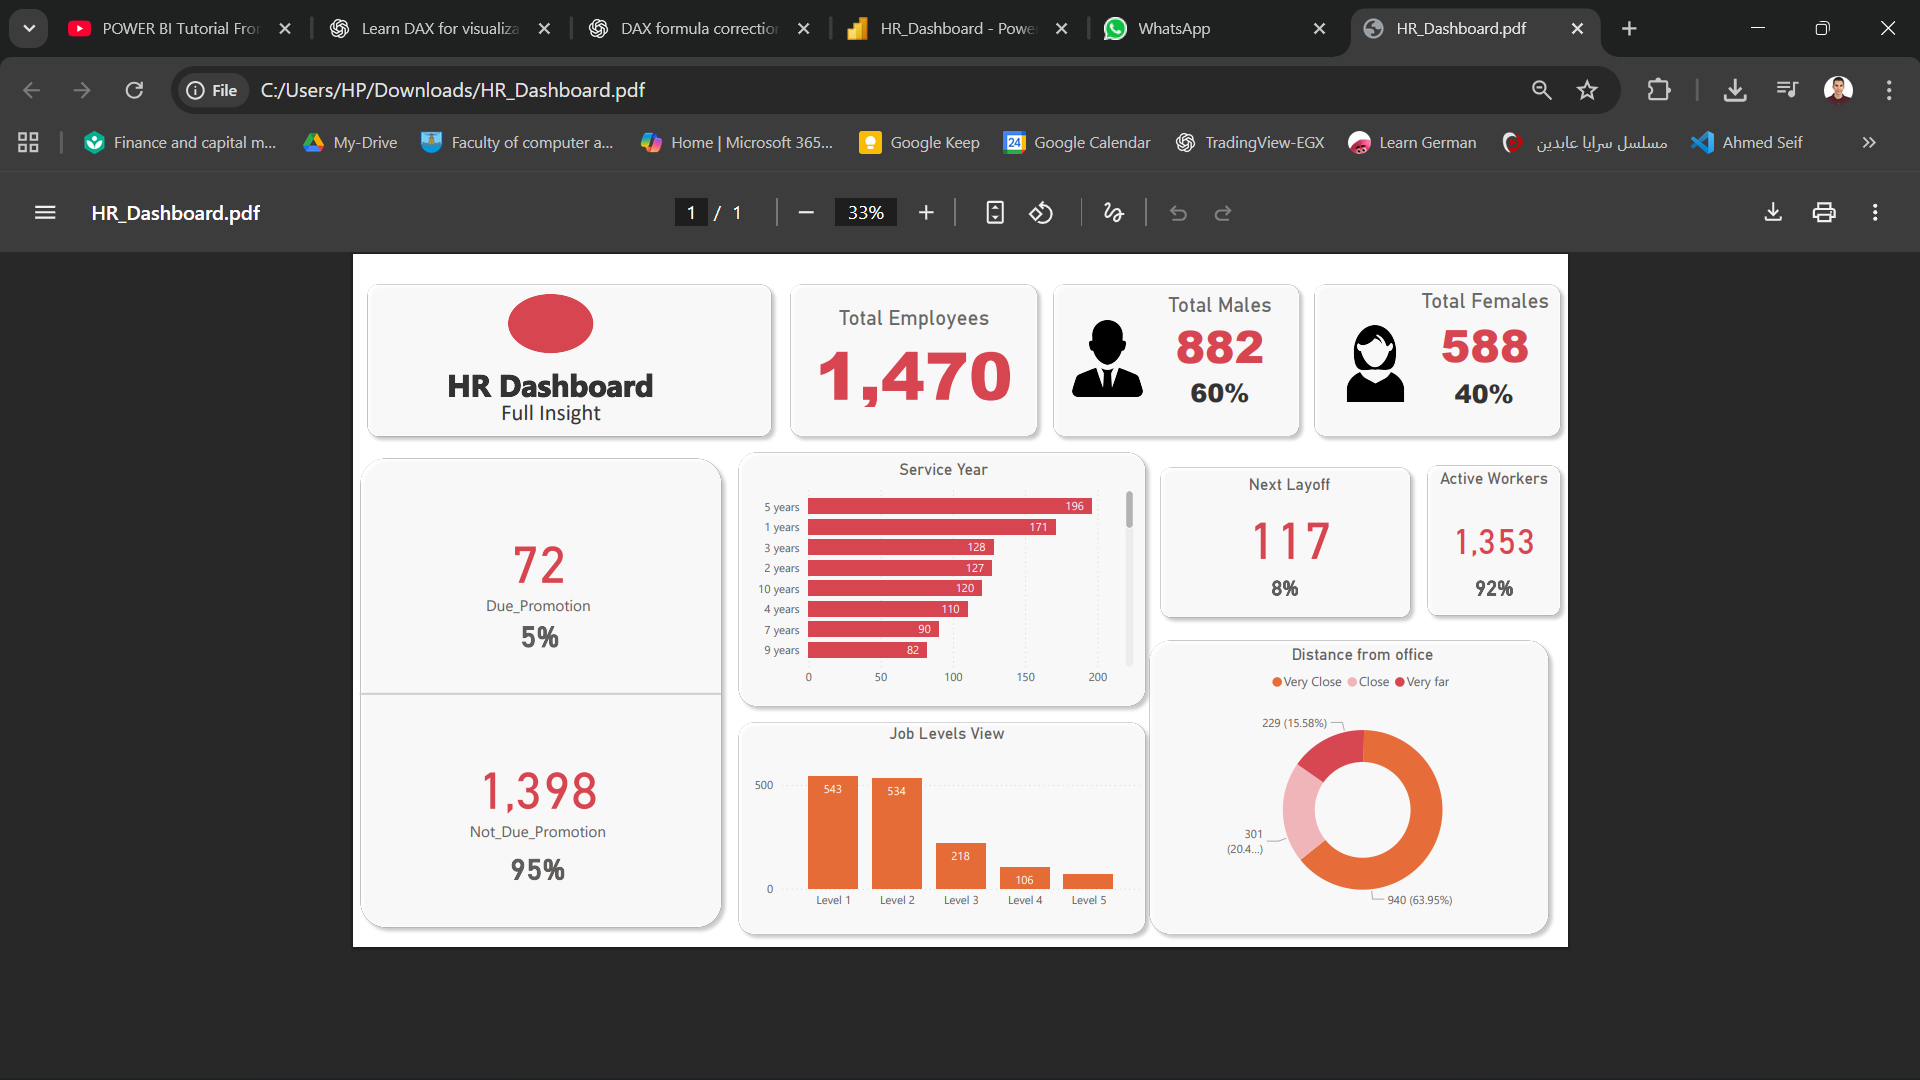 POWER BI Tutorial Fror
Learn DAX for visualiza
DAX formula correction
HR_Dashboard - Powe
WhatsApp
HR_Dashboard.pdf
File
C:/Users/HP/Downloads/HR_Dashboard.pdf
Finance and capital m...
My-Drive
Faculty of computer a...
Home | Microsoft 365...
Google Keep
24
Google Calendar
TradingView-EGX
Learn German
مسلسل سرايا عابدين
Ahmed Seif
HR_Dashboard.pdf
1 / 1
33%
HR Dashboard
Full Insight
Total Employees
1,470
Total Males
882
60%
Total Females
588
40%
72
Due_Promotion
5%
1,398
Not_Due_Promotion
95%
Service Year
5 years 196
1 years 171
3 years 128
2 years 127
10 years 120
4 years 110
7 years 90
9 years 82
0 50 100 150 200
Next Layoff
117
8%
Active Workers
1,353
92%
Job Levels View
500
543 534 218 106
0
Level 1 Level 2 Level 3 Level 4 Level 5
Distance from office
Very Close Close Very far
229 (15.58%)
301
(20.4...)
940 (63.95%)